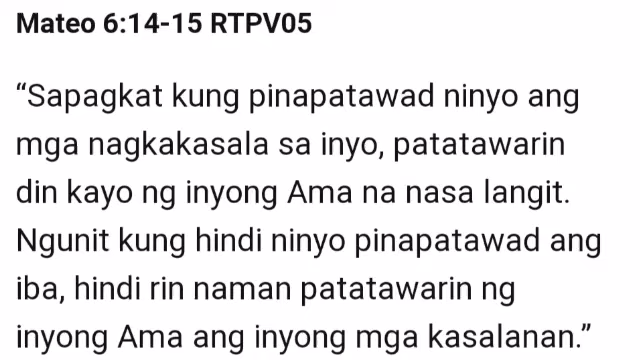 Mateo 6:14-15 RTPV05
“Sapagkat kung pinapatawad ninyo ang
mga nagkakasala sa inyo, patatawarin
din kayo ng inyong Ama na nasa langit.
Ngunit kung hindi ninyo pinapatawad ang
iba, hindi rin naman patatawarin ng
inyong Ama ang inyong mga kasalanan.”